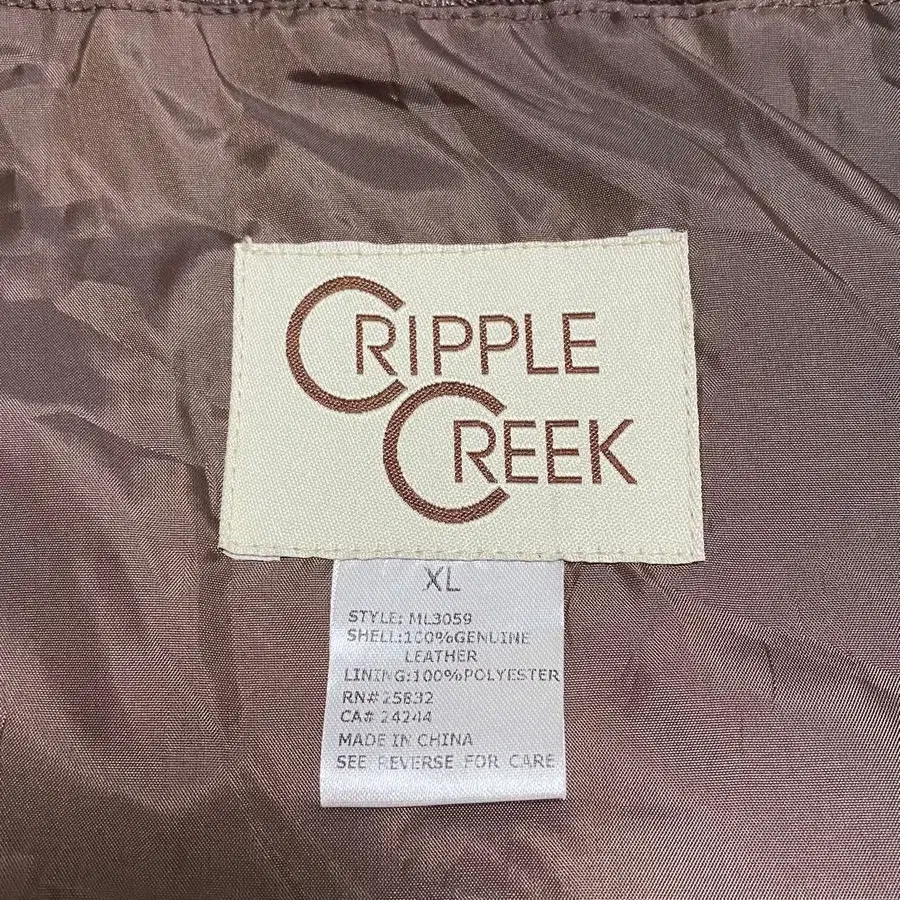 CRIPPLE
CREEK
XL
STYLE: ML3059
SHELL:100%GENUINE
LEATHER
LINING:100%POLYESTER
RN# 25832
CA# 24244
MADE IN CHINA
SEE REVERSE FOR CARE